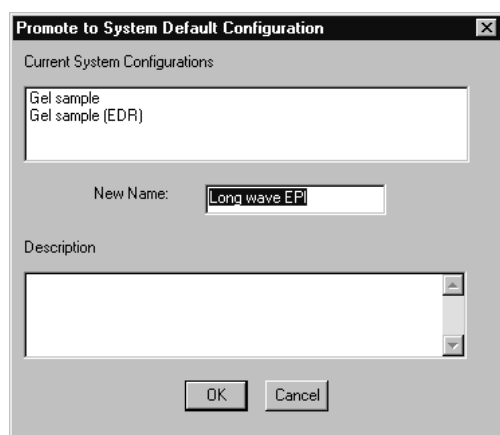 Promote to System Default Configuration
Current System Configurations
Gel sample
Gel sample (EDR)
New Name:
Long wave EPI
Description
OK
Cancel